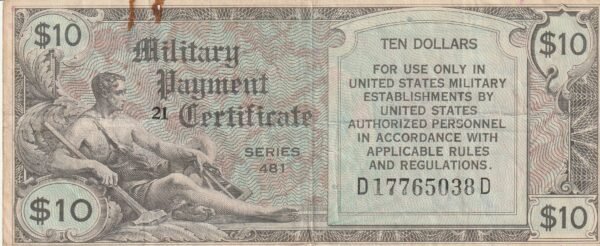 $10
$10
Military
Payment
21 Certificate
SERIES
481
TEN DOLLARS
FOR USE ONLY IN
UNITED STATES MILITARY
ESTABLISHMENTS BY
UNITED STATES
AUTHORIZED PERSONNEL
IN ACCORDANCE WITH
APPLICABLE RULES
AND REGULATIONS.
D17765038D
$10
$10